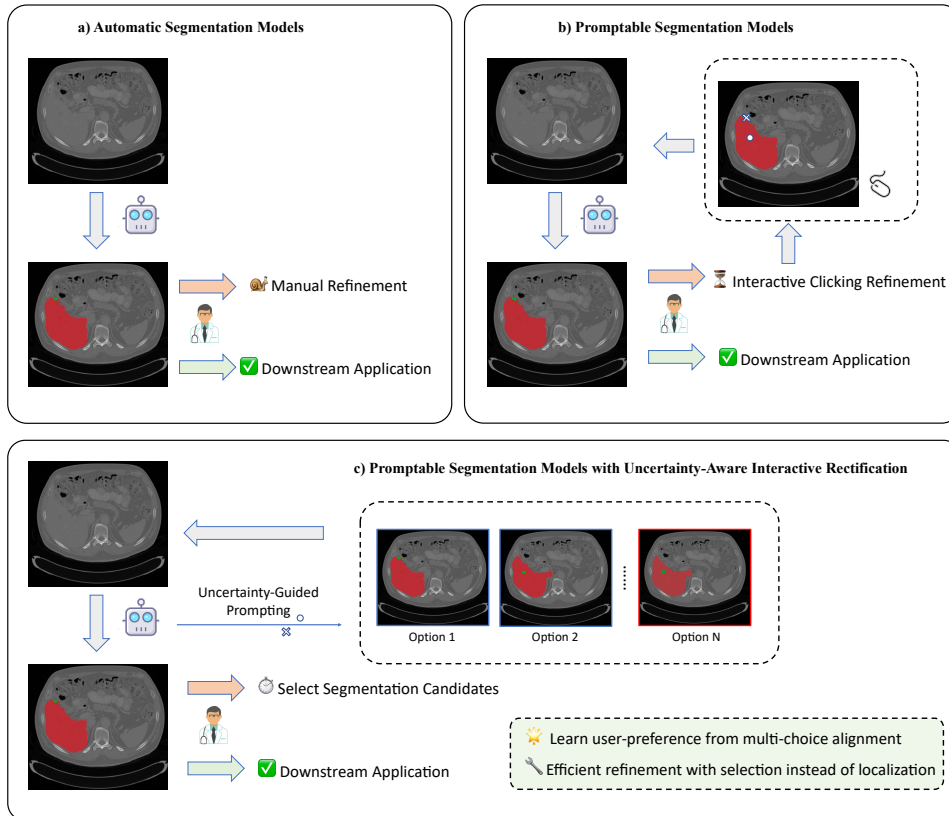 a) Automatic Segmentation Models
Manual Refinement
Downstream Application
b) Promptable Segmentation Models
Interactive Clicking Refinement
Downstream Application
c) Promptable Segmentation Models with Uncertainty-Aware Interactive Rectification
Uncertainty-Guided
Prompting
Option 1
Option 2
Option N
Select Segmentation Candidates
Downstream Application
Learn user-preference from multi-choice alignment
Efficient refinement with selection instead of localization